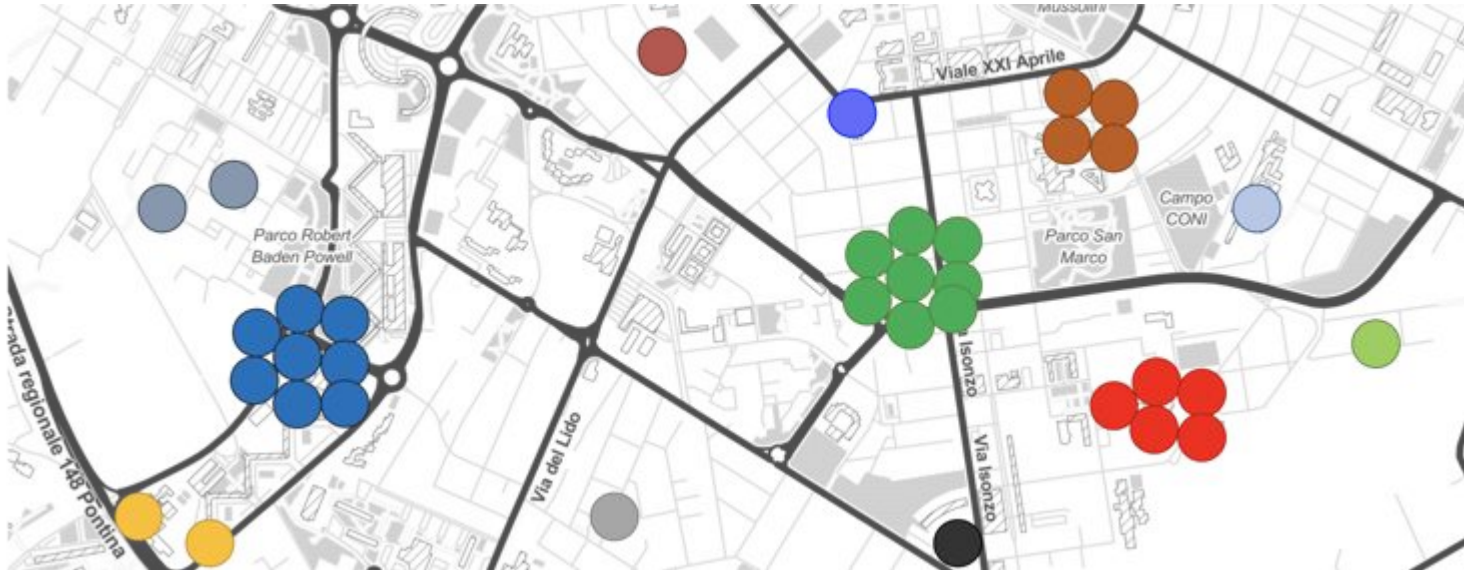 Mussolini
Viale XXI Aprile
Campo
CONI
Parco Robert
Baden Powell
Parco San
Marco
strada regionale 148 Pontina
Isonzo
Via del Lido
Via Isonzo